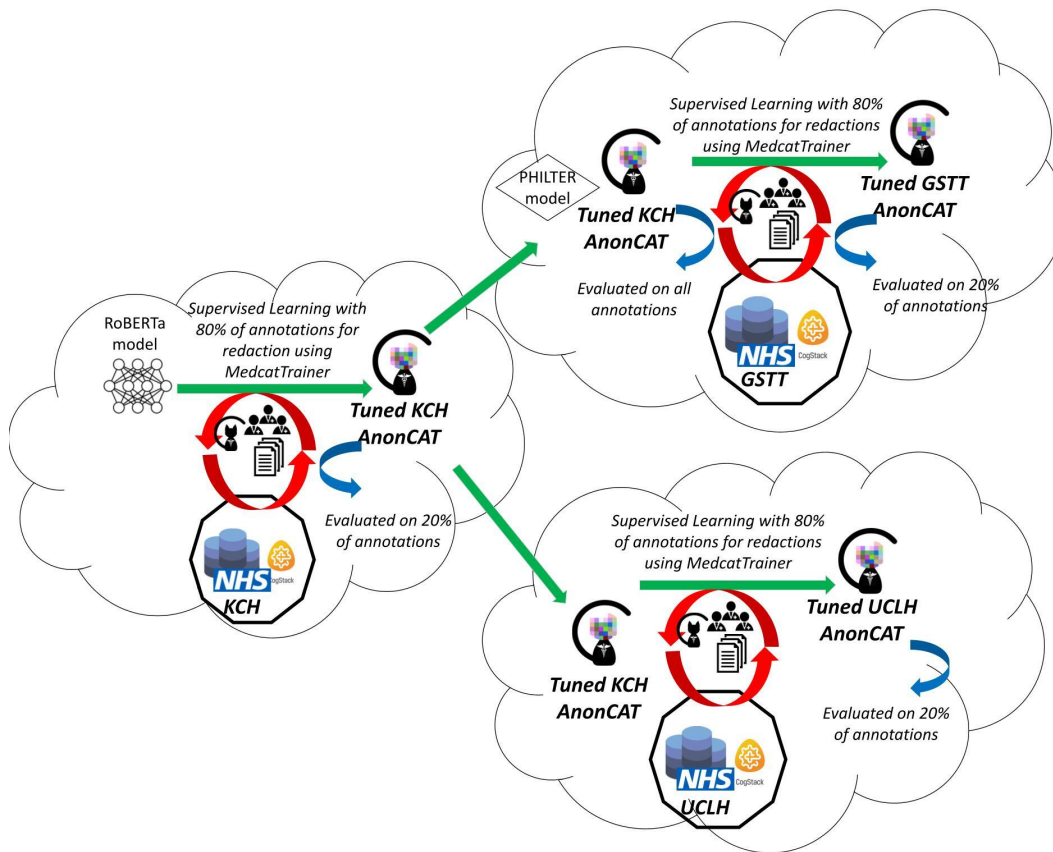 Supervised Learning with 80%
of annotations for redactions
using MedcatTrainer
PHILTER
model
Tuned KCH
AnonCAT
Tuned GSTT
AnonCAT
Evaluated on all
annotations
Evaluated on 20%
of annotations
NHS
CogStack
GSTT
RoBERTa
model
Supervised Learning with
80% of annotations for
redaction using
MedcatTrainer
Tuned KCH
AnonCAT
Evaluated on 20%
of annotations
NHS
CogStack
KCH
Supervised Learning with 80%
of annotations for redactions
using MedcatTrainer
Tuned KCH
AnonCAT
Tuned UCLH
AnonCAT
Evaluated on 20%
of annotations
NHS
CogStack
UCLH